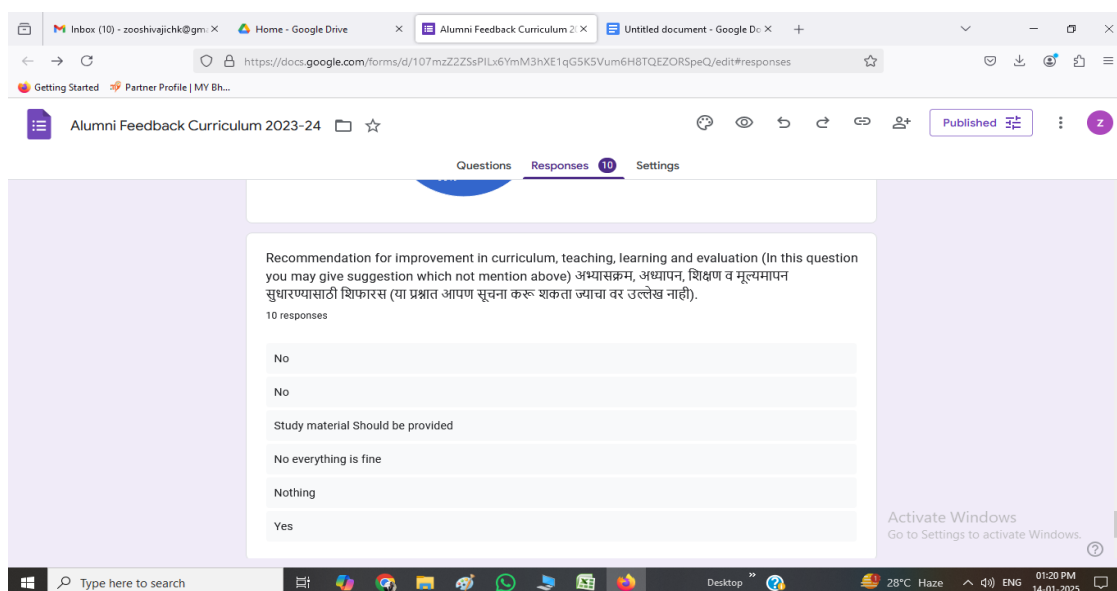 Inbox (10) - zooshivajichk@gm
Home - Google Drive
Alumni Feedback Curriculum 2
Untitled document - Google Do
https://docs.google.com/forms/d/107mzZ2ZSsPILx6YmM3hXE1qG5K5Vum6H8TQEZORSpeQ/edit#responses
Getting Started
Partner Profile | MY Bh...
Alumni Feedback Curriculum 2023-24
Published
Z
Questions Responses 10 Settings
Recommendation for improvement in curriculum, teaching, learning and evaluation (In this question
you may give suggestion which not mention above) अभ्यासक्रम, अध्यापन, शिक्षण व मूल्यमापन
सुधारण्यासाठी शिफारस (या प्रश्नात आपण सूचना करू शकता ज्याचा वर उल्लेख नाही).
10 responses
No
No
Study material Should be provided
No everything is fine
Nothing
Yes
Activate Windows
Go to Settings to activate Windows.
Type here to search
Desktop
28°C Haze
ENG
01:20 PM
14-01-2025